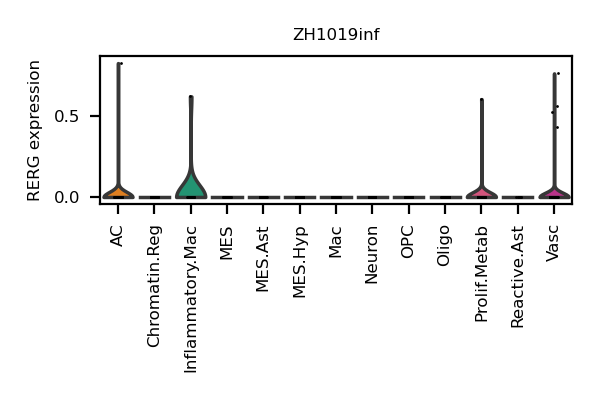 ZH1019inf
RERG expression
0.5
0.0
AC
Chromatin.Reg
Inflammatory.Mac
MES
MES.Ast
MES.Hyp
Mac
Neuron
OPC
Oligo
Prolif.Metab
Reactive.Ast
Vasc